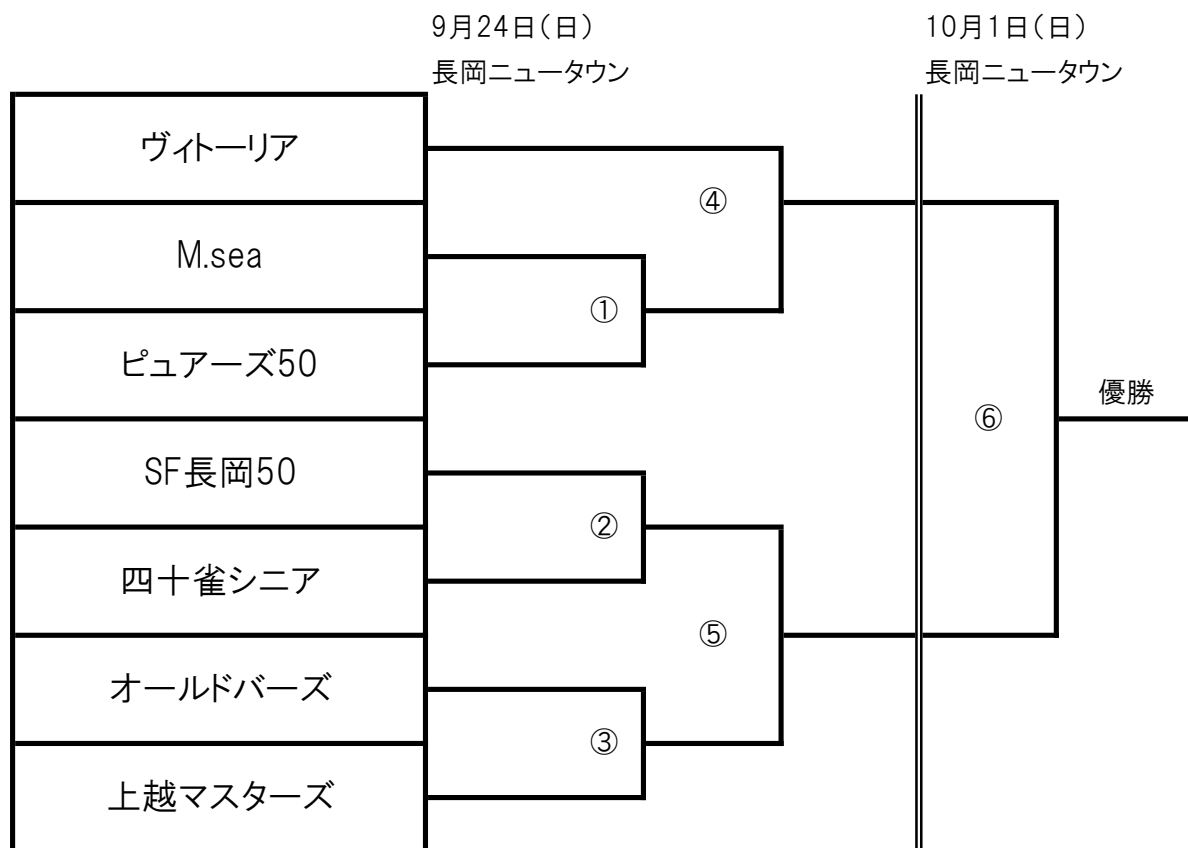 9月24日(日)
長岡ニュータウン
10月1日(日)
長岡ニュータウン
ヴィトーリア
④
M.sea
①
ピュアーズ50
優勝
⑥
SF長岡50
②
四十雀シニア
⑤
オールドバーズ
③
上越マスターズ